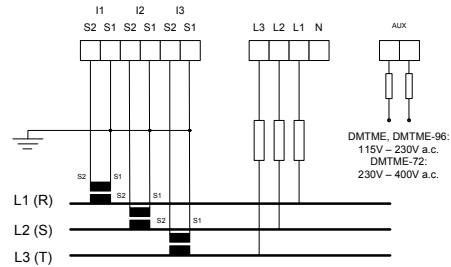 I1 I2 I3
S2 S1 S2 S1 S2 S1 L3 L2 L1 N AUX
DMTME, DMTME-96:
115V – 230V a.c.
DMTME-72:
230V – 400V a.c.
S2 S1
L1 (R) S2 S1
L2 (S) S2 S1
L3 (T)